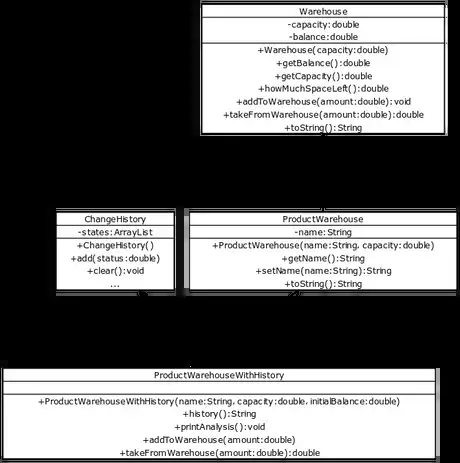 Warehouse
-capacity:double
-balance:double
+Warehouse(capacity:double)
+getBalance():double
+getCapacity():double
+howMuchSpaceLeft():double
+addToWarehouse(amount:double):void
+takeFromWarehouse(amount:double):double
+toString():String
ChangeHistory
-states:ArrayList
+ChangeHistory()
+add(status:double)
+clear():void
...
ProductWarehouse
-name:String
+ProductWarehouse(name:String, capacity:double)
+getName():String
+setName(name:String):String
+toString():String
ProductWarehouseWithHistory
+ProductWarehouseWithHistory(name:String, capacity:double, initialBalance:double)
+history():String
+printAnalysis():void
+addToWarehouse(amount:double)
+takeFromWarehouse(amount:double):double